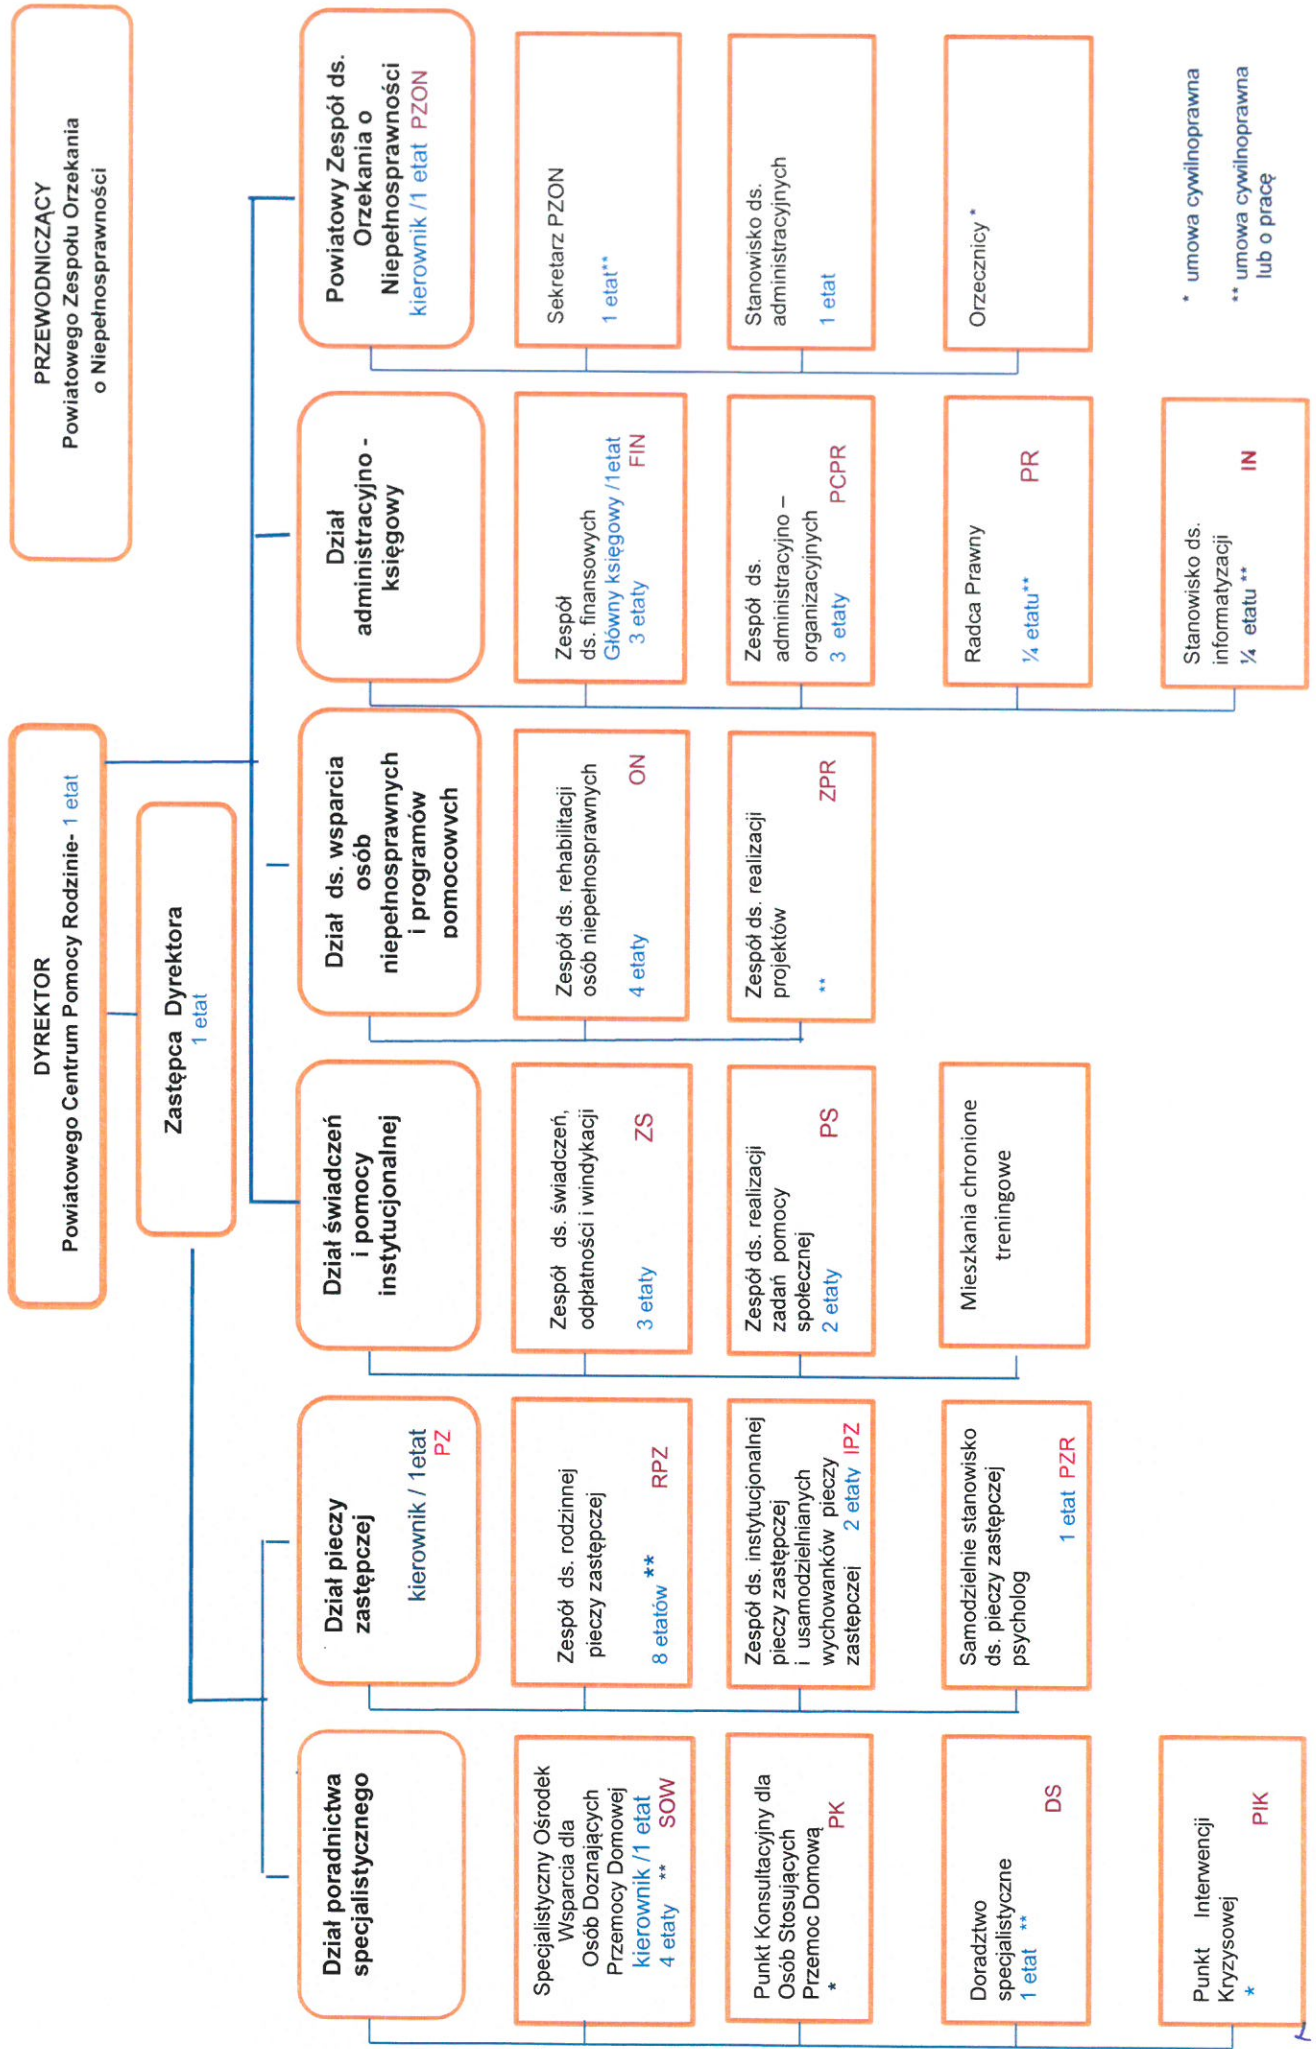 DYREKTOR
Powiatowego Centrum Pomocy Rodzinie- 1 etat
PRZEWODNICZĄCY
Powiatowego Zespołu Orzekania
o Niepełnosprawności
Zastępca Dyrektora
1 etat
Dział poradnictwa
specjalistycznego
Specjalistyczny Ośrodek
Wsparcia dla
Osób Doznających
Przemocy Domowej
kierownik /1 etat
4 etaty ** SOW
Punkt Konsultacyjny dla
Osób Stosujących
Przemoc Domową
* PK
Doradztwo
specjalistyczne
1 etat **
DS
Punkt Interwencji
Kryzysowej
*
PIK
Dział pieczy
zastępczej
kierownik / 1etat
PZ
Zespół ds. rodzinnej
pieczy zastępczej
8 etatów ** RPZ
Zespół ds. instytucjonalnej
pieczy zastępczej
i usamodzielnianych
wychowanków pieczy
zastępczej 2 etaty IPZ
Samodzielnie stanowisko
ds. pieczy zastępczej
psycholog
1 etat PZR
Dział świadczeń
i pomocy
instytucjonalnej
Zespół ds. świadczeń,
odpłatności i windykacji
3 etaty ZS
Zespół ds. realizacji
zadań pomocy
społecznej
2 etaty PS
Mieszkania chronione
treningowe
Dział ds. wsparcia
osób
niepełnosprawnych
i programów
pomocowych
Zespół ds. rehabilitacji
osób niepełnosprawnych
4 etaty ON
Zespół ds. realizacji
projektów
** ZPR
Dział
administracyjno -
księgowy
Zespół
ds. finansowych
Główny księgowy /1etat
3 etaty FIN
Zespół ds.
administracyjno –
organizacyjnych
3 etaty PCPR
Radca Prawny
¼ etatu** PR
Stanowisko ds.
informatyzacji
¼ etatu ** IN
Powiatowy Zespół ds.
Orzekania o
Niepełnosprawności
kierownik /1 etat PZON
Sekretarz PZON
1 etat**
Stanowisko ds.
administracyjnych
1 etat
Orzecznicy *
* umowa cywilnoprawna
** umowa cywilnoprawna
lub o pracę